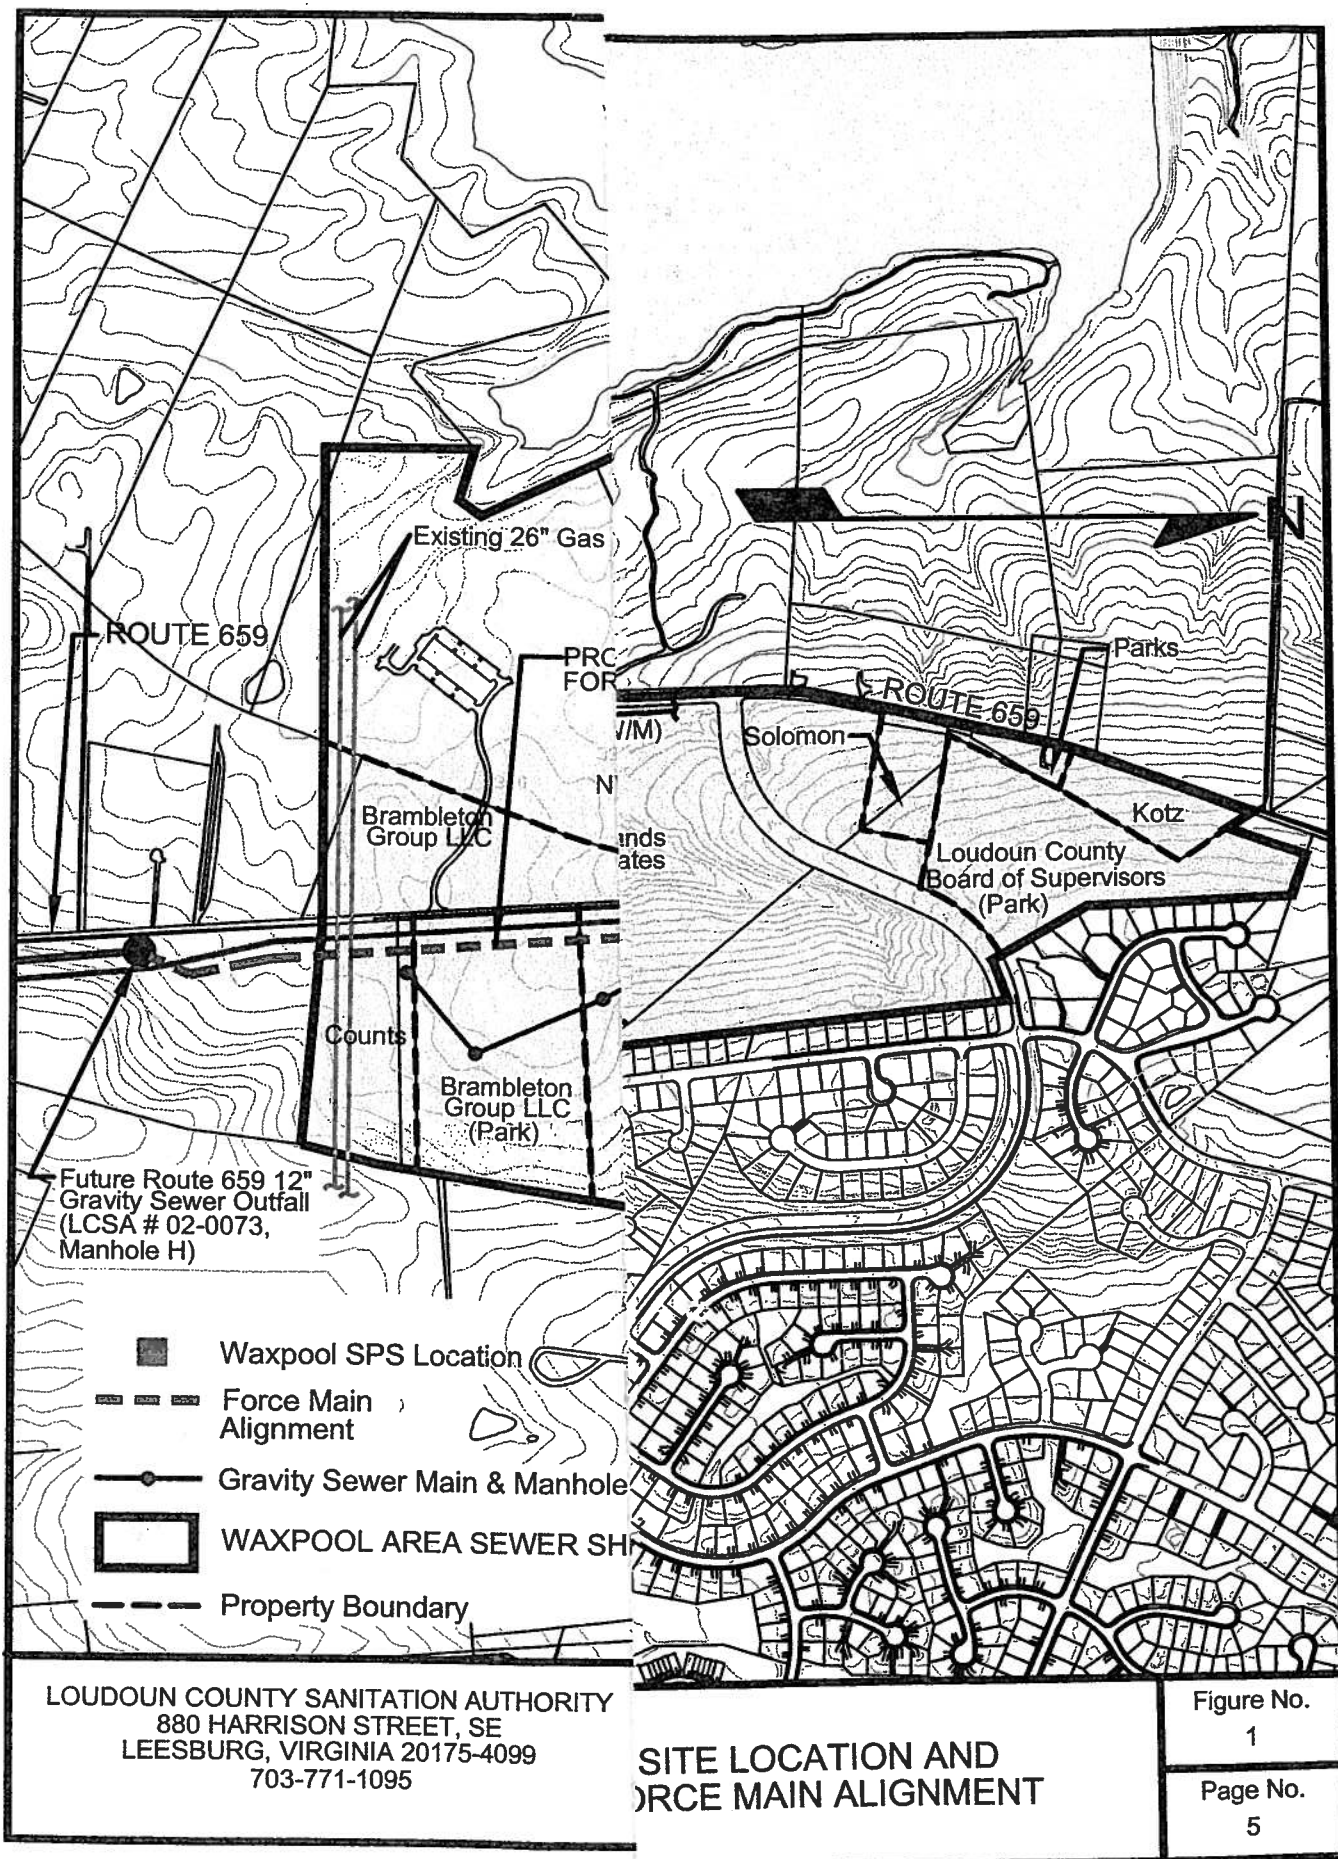 Existing 26" Gas
ROUTE 659
PRO
FOR
Brambleton
Group LLC
Counts
Brambleton
Group LLC
(Park)
Future Route 659 12"
Gravity Sewer Outfall
(LCSA # 02-0073,
Manhole H)
N
Parks
ROUTE 659
W/M)
Solomon
N
ands
ates
Kotz
Loudoun County
Board of Supervisors
(Park)
Waxpool SPS Location
Force Main
Alignment
Gravity Sewer Main & Manhole
WAXPOOL AREA SEWER SH
Property Boundary
LOUDOUN COUNTY SANITATION AUTHORITY
880 HARRISON STREET, SE
LEESBURG, VIRGINIA 20175-4099
703-771-1095
SITE LOCATION AND
ORCE MAIN ALIGNMENT
Figure No.
1
Page No.
5